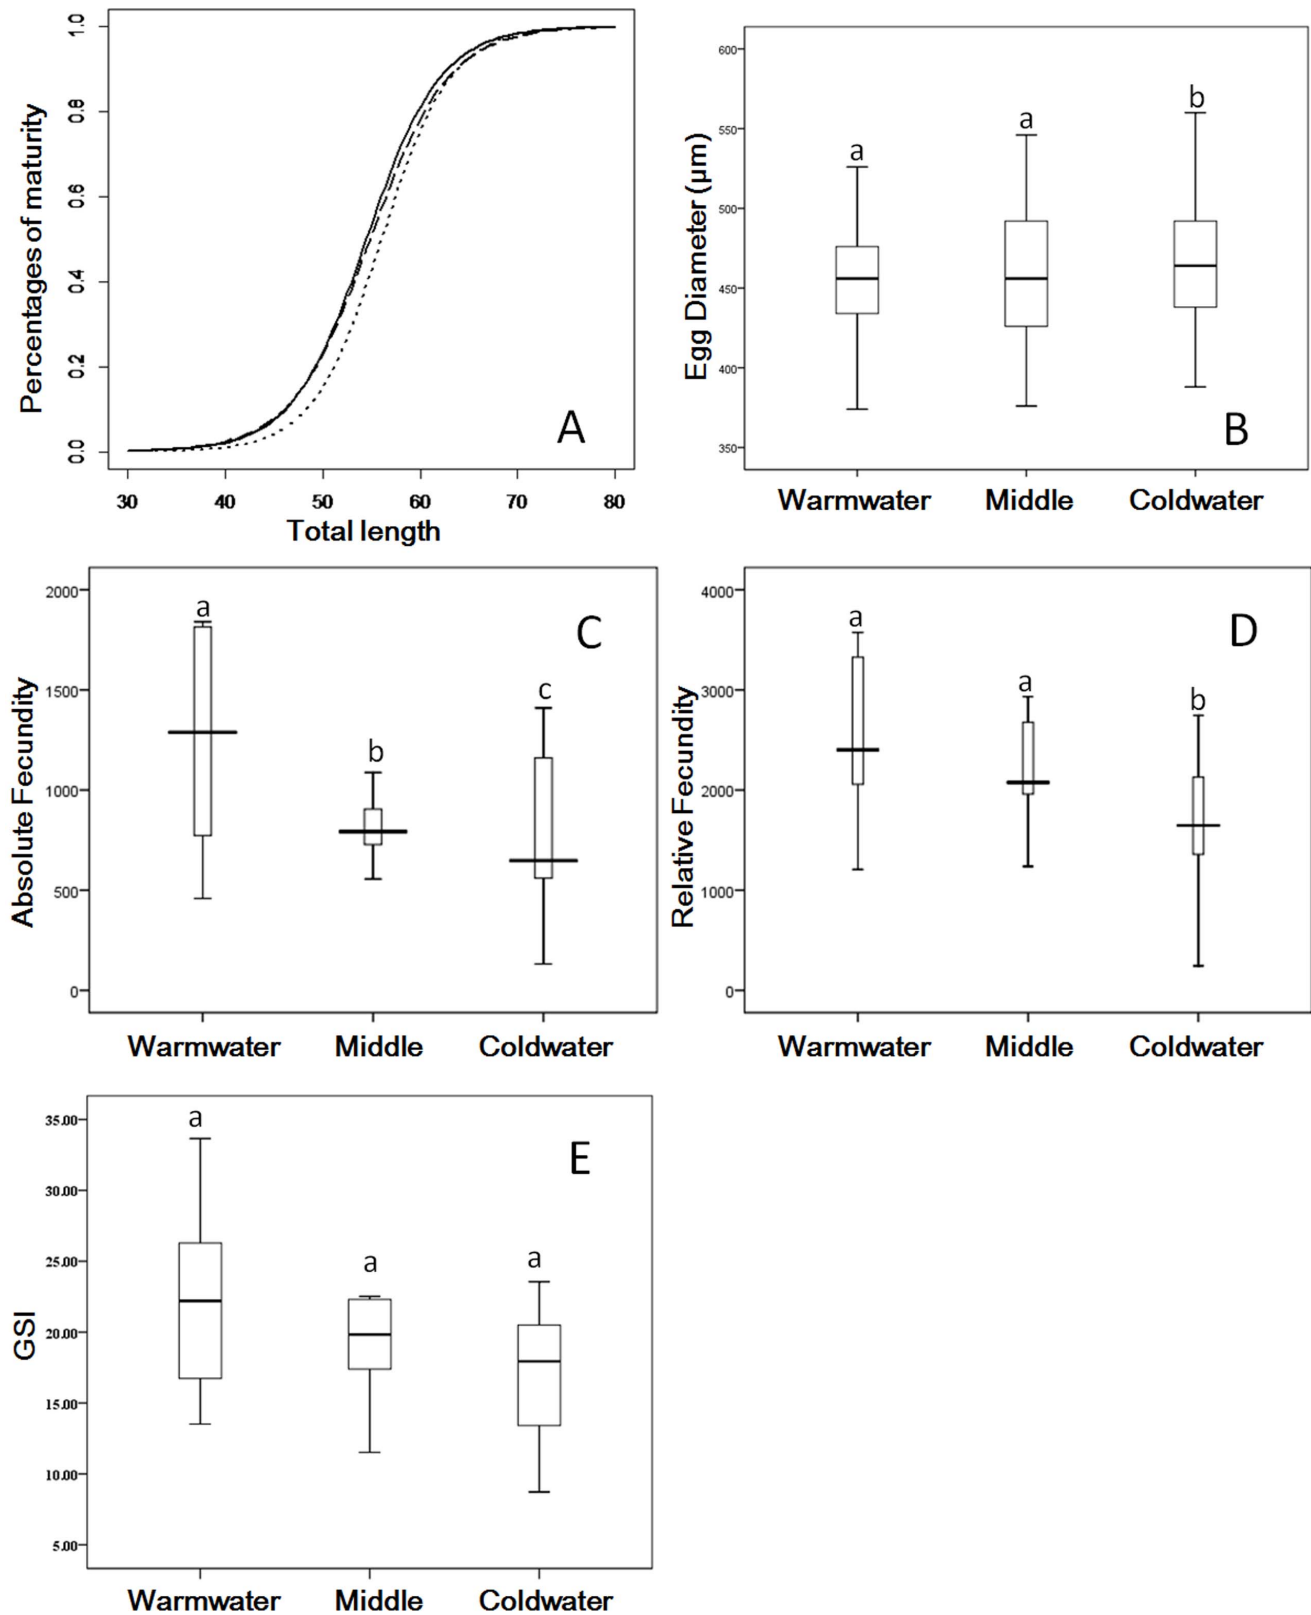 Percentages of maturity
1.0
0.8
0.6
0.4
0.2
0.0
A
30 40 50 60 70 80
Total length
Egg Diameter (µm)
600
550
500
450
400
350
a a b
B
Warmwater Middle Coldwater
Absolute Fecundity
2000
1500
1000
500
0
a b c
C
Warmwater Middle Coldwater
Relative Fecundity
4000
3000
2000
1000
0
a a b
D
Warmwater Middle Coldwater
GSI
35.00
30.00
25.00
20.00
15.00
10.00
5.00
a a a
E
Warmwater Middle Coldwater